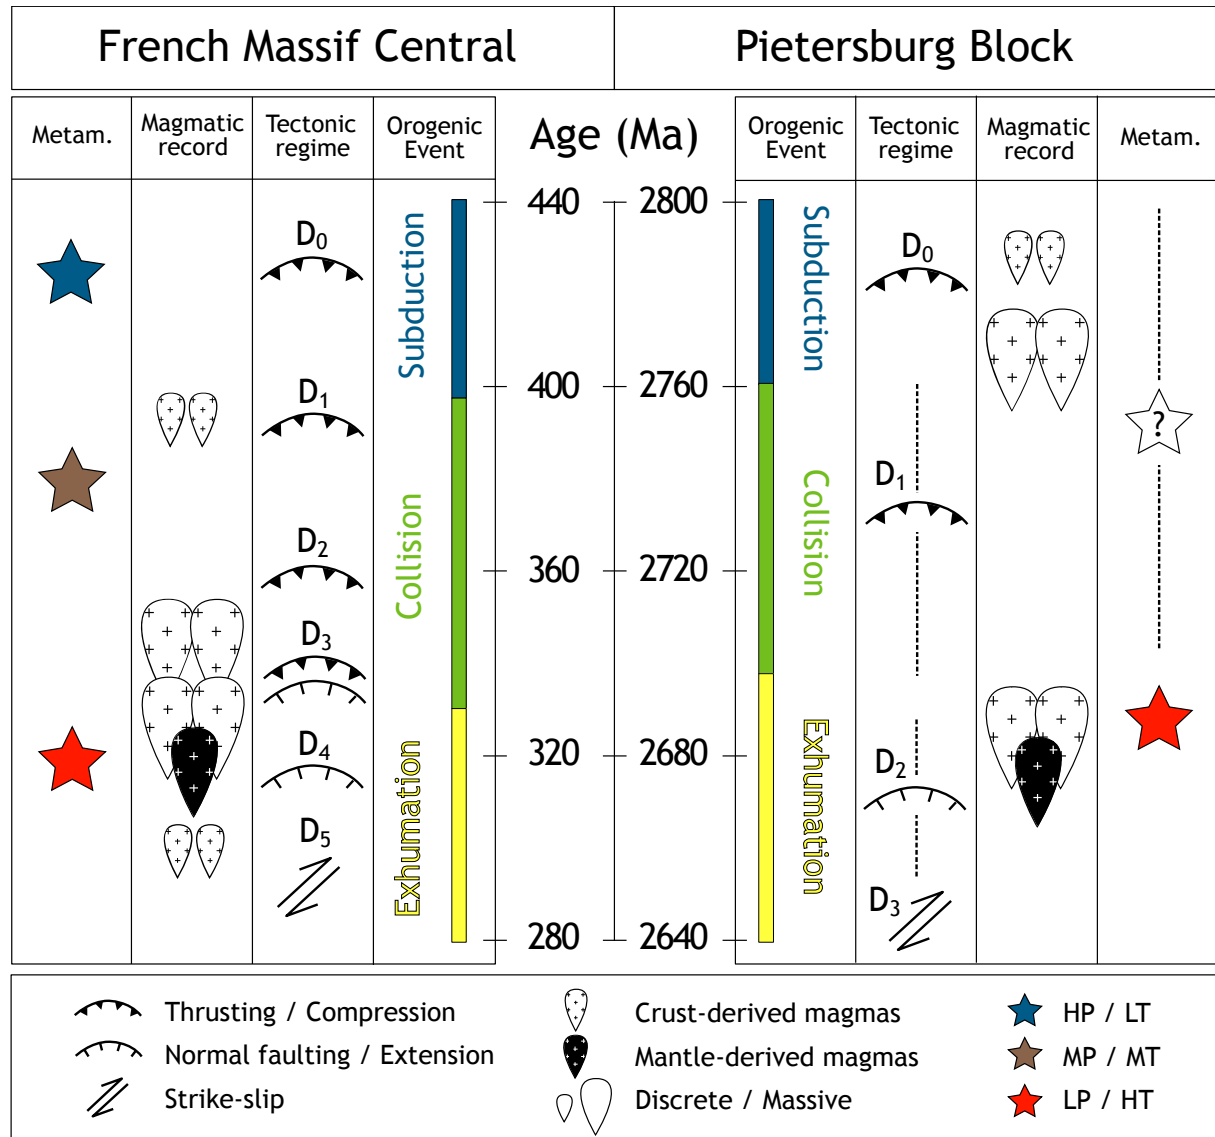 French Massif Central
Pietersburg Block
Metam.
Magmatic
record
Tectonic
regime
Orogenic
Event
Age (Ma)
Orogenic
Event
Tectonic
regime
Magmatic
record
Metam.
D0
D1
D2
D3
D4
D5
Subduction
Collision
Exhumation
440
400
360
320
280
2800
2760
2720
2680
2640
Subduction
Collision
Exhumation
D0
D1
D2
D3
?
Thrusting / Compression
Normal faulting / Extension
Strike-slip
Crust-derived magmas
Mantle-derived magmas
Discrete / Massive
HP / LT
MP / MT
LP / HT